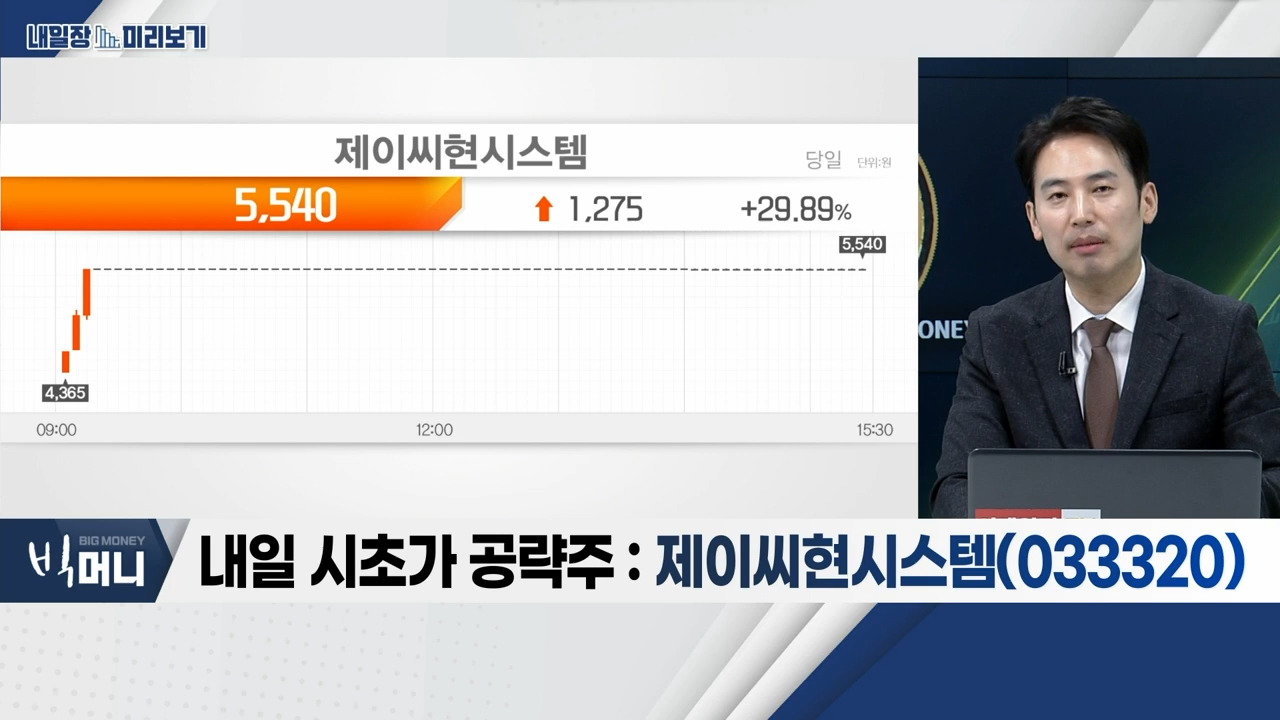 내일장 미리보기
제이씨현시스템
당일 단위:원
5,540 1,275 +29.89%
5,540
4,365
09:00 12:00 15:30
ONEY
BIG MONEY
빅머니
내일 시초가 공략주 : 제이씨현시스템(033320)